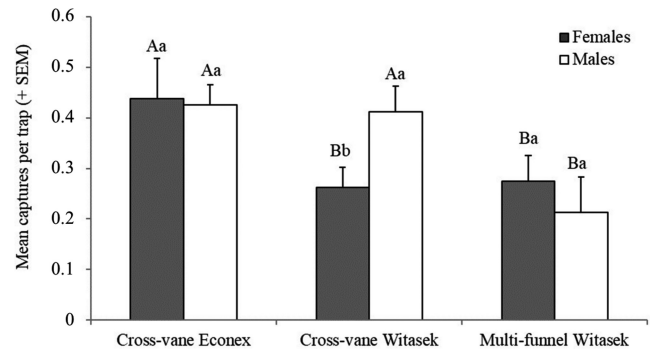 Mean captures per trap (+ SEM)
0.6
0.5
0.4
0.3
0.2
0.1
0
Females
Males
Aa
Aa
Bb
Aa
Ba
Ba
Cross-vane Econex
Cross-vane Witasek
Multi-funnel Witasek